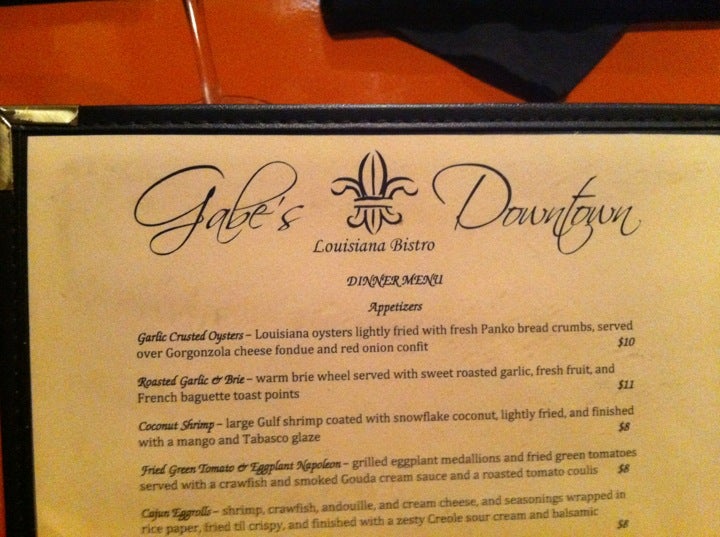 Gabe's Downtown
Louisiana Bistro
DINNER MENU
Appetizers
Garlic Crusted Oysters – Louisiana oysters lightly fried with fresh Panko bread crumbs, served
over Gorgonzola cheese fondue and red onion confit $10
Roasted Garlic & Brie – warm brie wheel served with sweet roasted garlic, fresh fruit, and
French baguette toast points $11
Coconut Shrimp – large Gulf shrimp coated with snowflake coconut, lightly fried, and finished
with a mango and Tabasco glaze $8
Fried Green Tomato & Eggplant Napoleon – grilled eggplant medallions and fried green tomatoes
served with a crawfish and smoked Gouda cream sauce and a roasted tomato coulis $8
Cajun Eggrolls – shrimp, crawfish, andouille, and cream cheese, and seasonings wrapped in
rice paper, fried til crispy, and finished with a zesty Creole sour cream and balsamic
$8